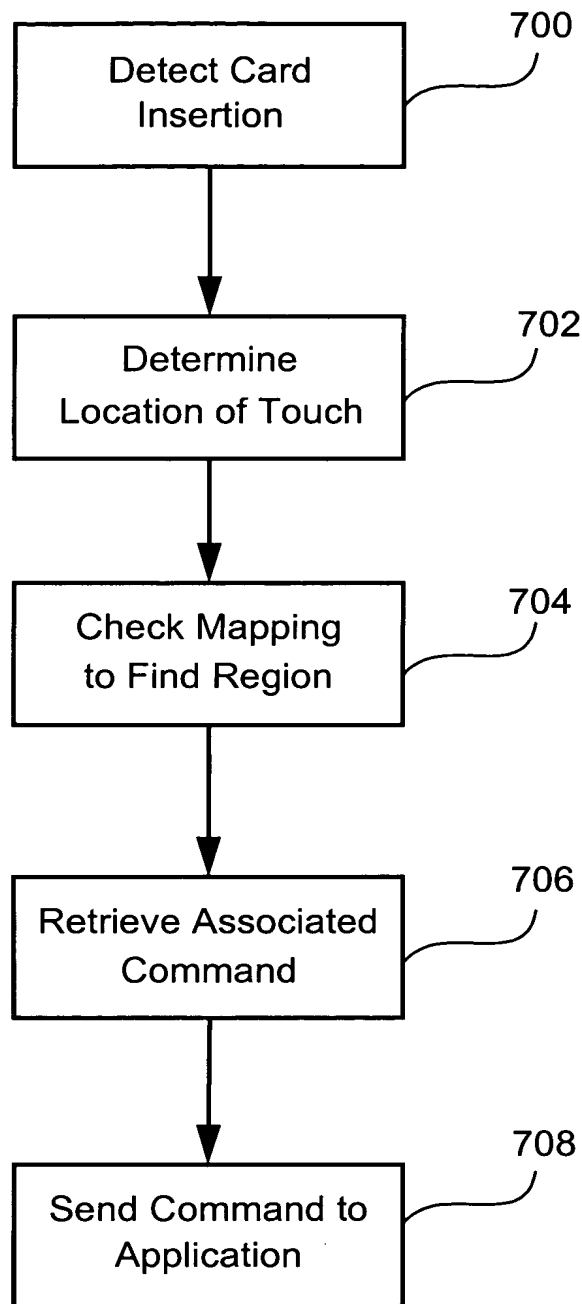 700
Detect Card
Insertion
702
Determine
Location of Touch
704
Check Mapping
to Find Region
706
Retrieve Associated
Command
708
Send Command to
Application